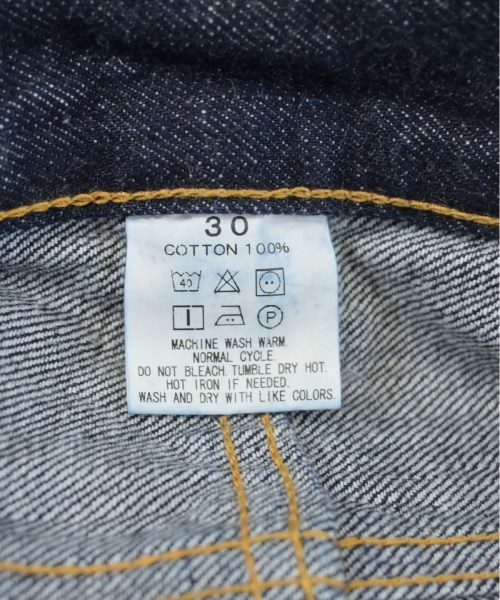 30
COTTON 100%
40
P
MACHINE WASH WARM.
NORMAL CYCLE.
DO NOT BLEACH. TUMBLE DRY HOT.
HOT IRON IF NEEDED.
WASH AND DRY WITH LIKE COLORS.